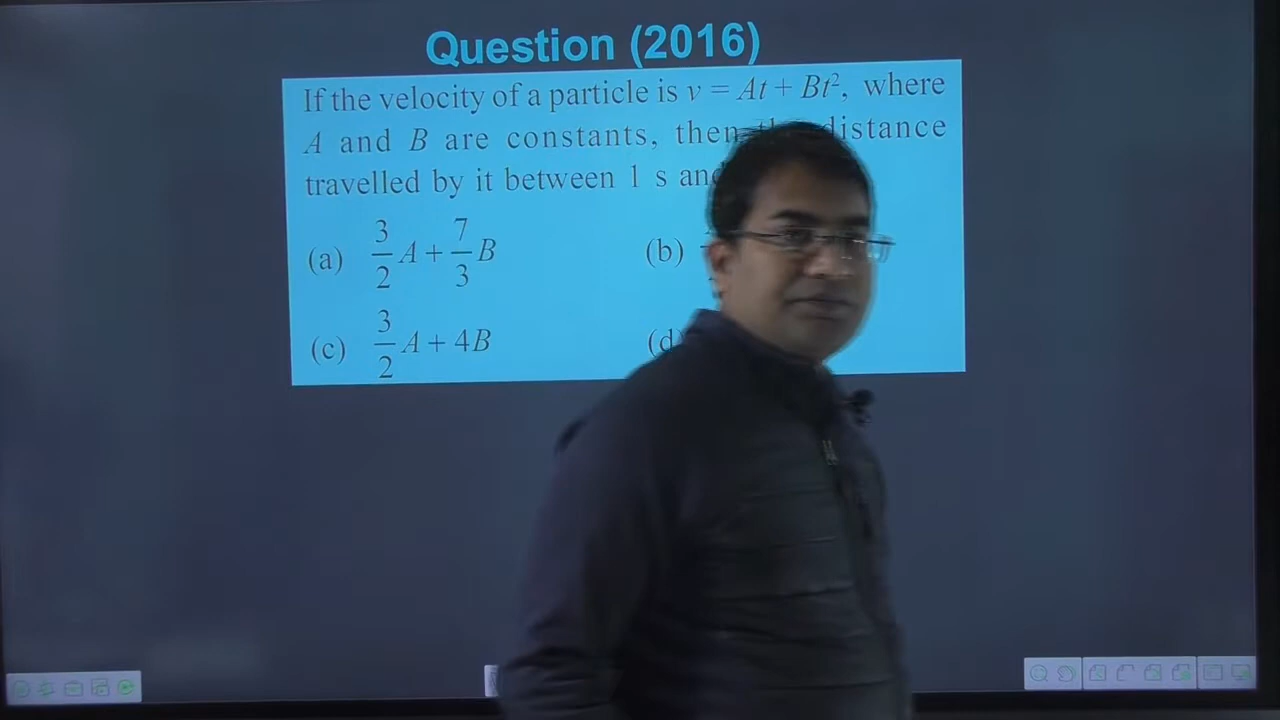 Question (2016)
If the velocity of a particle is v = At + Bt², where
A and B are constants, then distance
travelled by it between 1 s and
(a) 3/2 A + 7/3 B (b)
(c) 3/2 A + 4B (d)